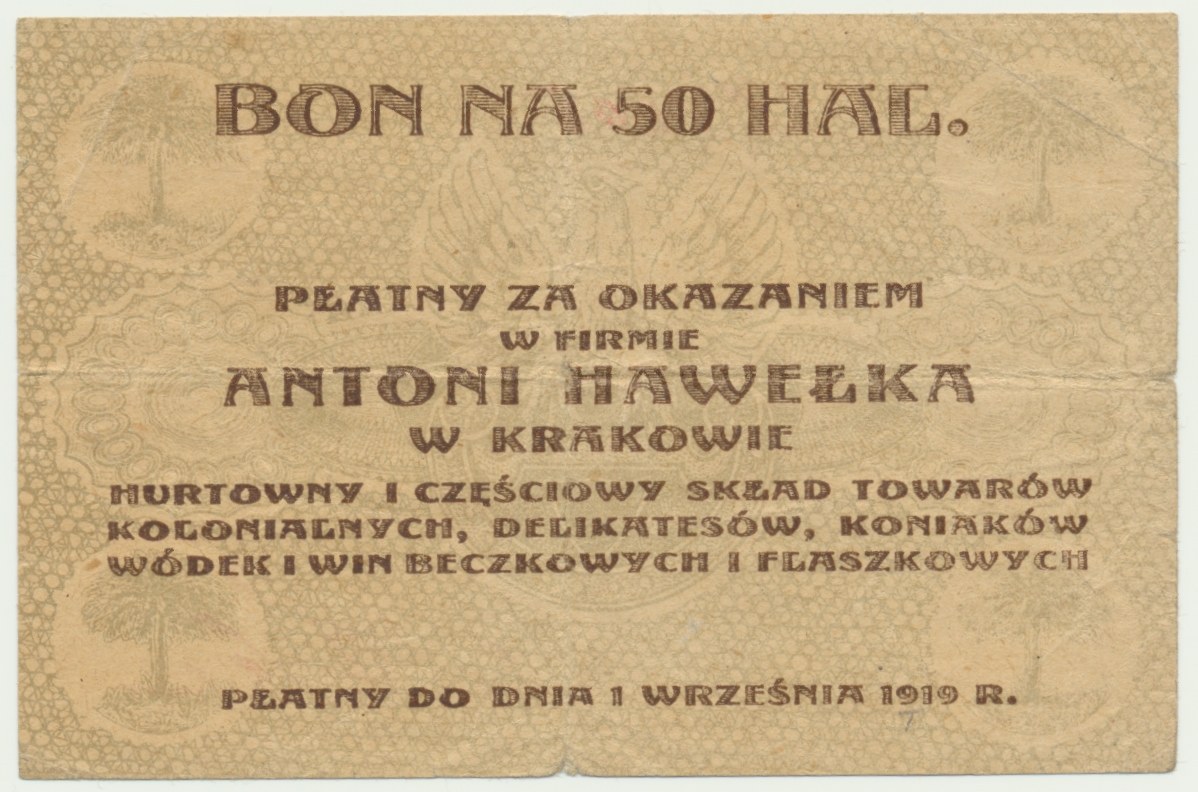 BON NA 50 HAL.
PŁATNY ZA OKAZANIEM
W FIRMIE
ANTONI HAWEŁKA
W KRAKOWIE
HURTOWNY I CZĘŚCIOWY SKŁAD TOWARÓW
KOLONIALNYCH, DELIKATESÓW, KONIAKÓW
WÓDEK I WIN BECZKOWYCH I FLASZKOWYCH
PŁATNY DO DNIA 1 WRZEŚNIA 1919 R.
7